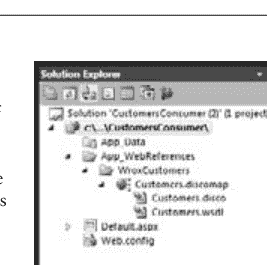 Solution Explorer
Solution 'CustomersConsumer (2)' (1 project
c:\...\CustomersConsumer\
App_Data
App_WebReferences
WroxCustomers
Customers.discomap
e
Customers.disco
s
Customers.wsdl
Default.aspx
Web.config